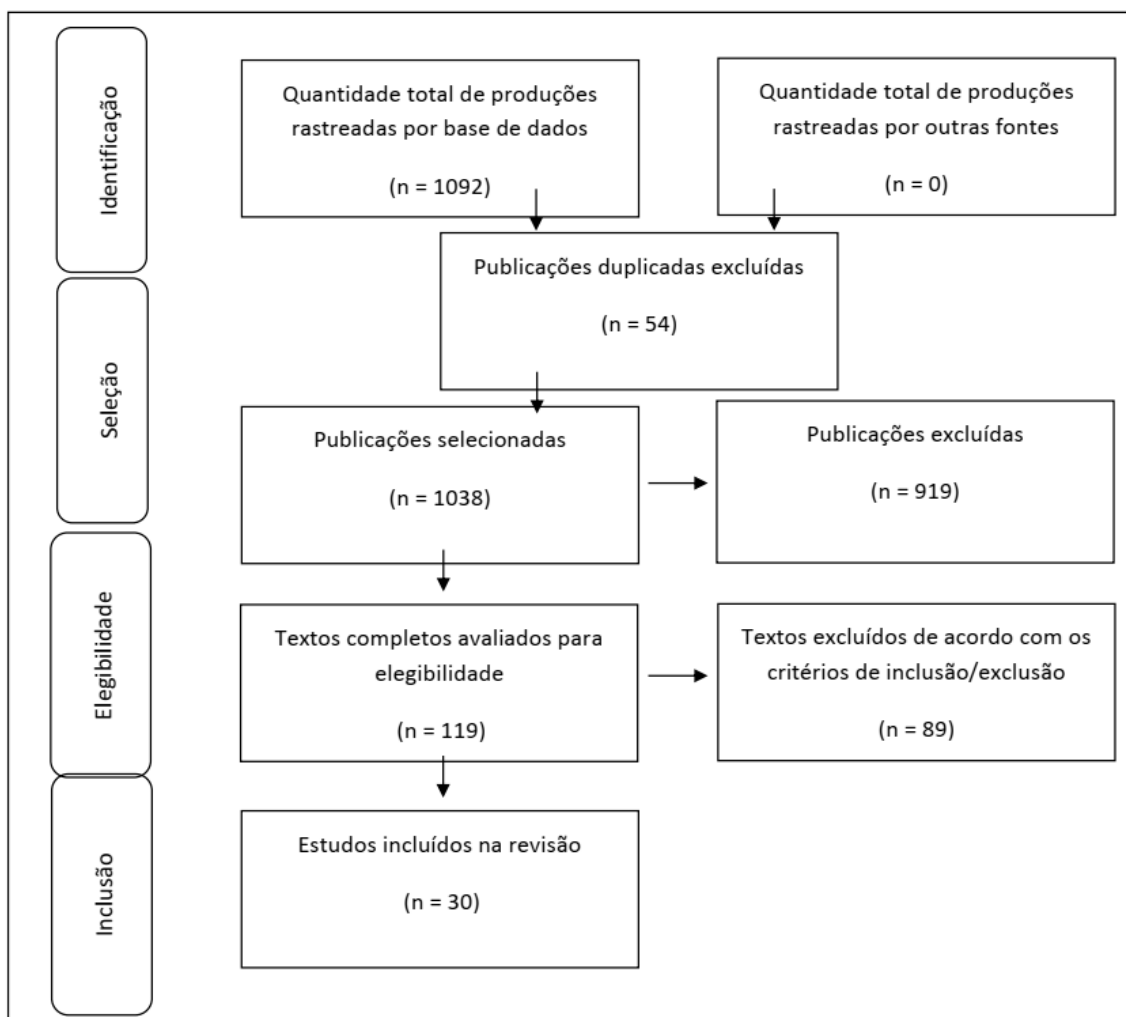 Identificação
Quantidade total de produções
rastreadas por base de dados
(n = 1092)
Quantidade total de produções
rastreadas por outras fontes
(n = 0)
Publicações duplicadas excluídas
(n = 54)
Seleção
Publicações selecionadas
(n = 1038)
Publicações excluídas
(n = 919)
Elegibilidade
Textos completos avaliados para
elegibilidade
(n = 119)
Textos excluídos de acordo com os
critérios de inclusão/exclusão
(n = 89)
Inclusão
Estudos incluídos na revisão
(n = 30)